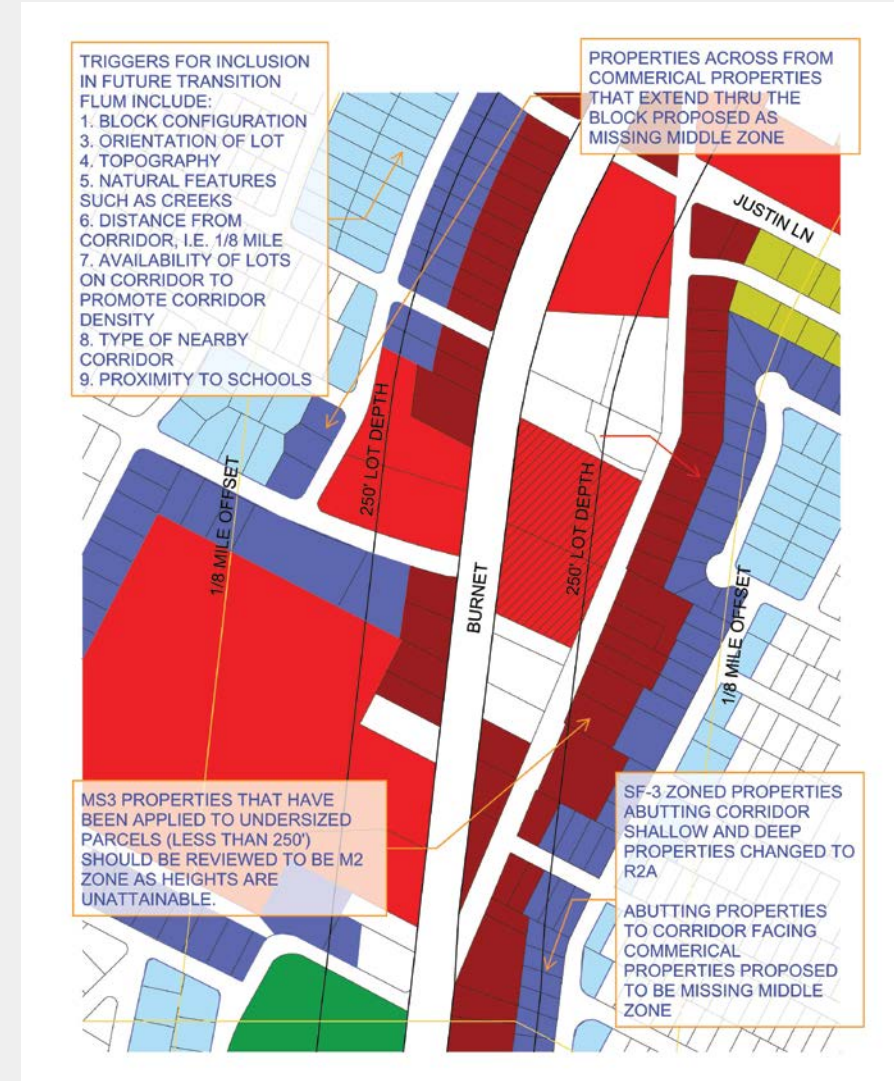 TRIGGERS FOR INCLUSION
IN FUTURE TRANSITION
FLUM INCLUDE:
1. BLOCK CONFIGURATION
3. ORIENTATION OF LOT
4. TOPOGRAPHY
5. NATURAL FEATURES
SUCH AS CREEKS
6. DISTANCE FROM
CORRIDOR, I.E. 1/8 MILE
7. AVAILABILITY OF LOTS
ON CORRIDOR TO
PROMOTE CORRIDOR
DENSITY
8. TYPE OF NEARBY
CORRIDOR
9. PROXIMITY TO SCHOOLS
PROPERTIES ACROSS FROM
COMMERICAL PROPERTIES
THAT EXTEND THRU THE
BLOCK PROPOSED AS
MISSING MIDDLE ZONE
JUSTIN LN
250' LOT DEPTH
1/8 MILE OFFSET
BURNET
250' LOT DEPTH
1/8 MILE OFFSET
MS3 PROPERTIES THAT HAVE
BEEN APPLIED TO UNDERSIZED
PARCELS (LESS THAN 250')
SHOULD BE REVIEWED TO BE M2
ZONE AS HEIGHTS ARE
UNATTAINABLE.
SF-3 ZONED PROPERTIES
ABUTTING CORRIDOR
SHALLOW AND DEEP
PROPERTIES CHANGED TO
R2A
ABUTTING PROPERTIES
TO CORRIDOR FACING
COMMERICAL
PROPERTIES PROPOSED
TO BE MISSING MIDDLE
ZONE